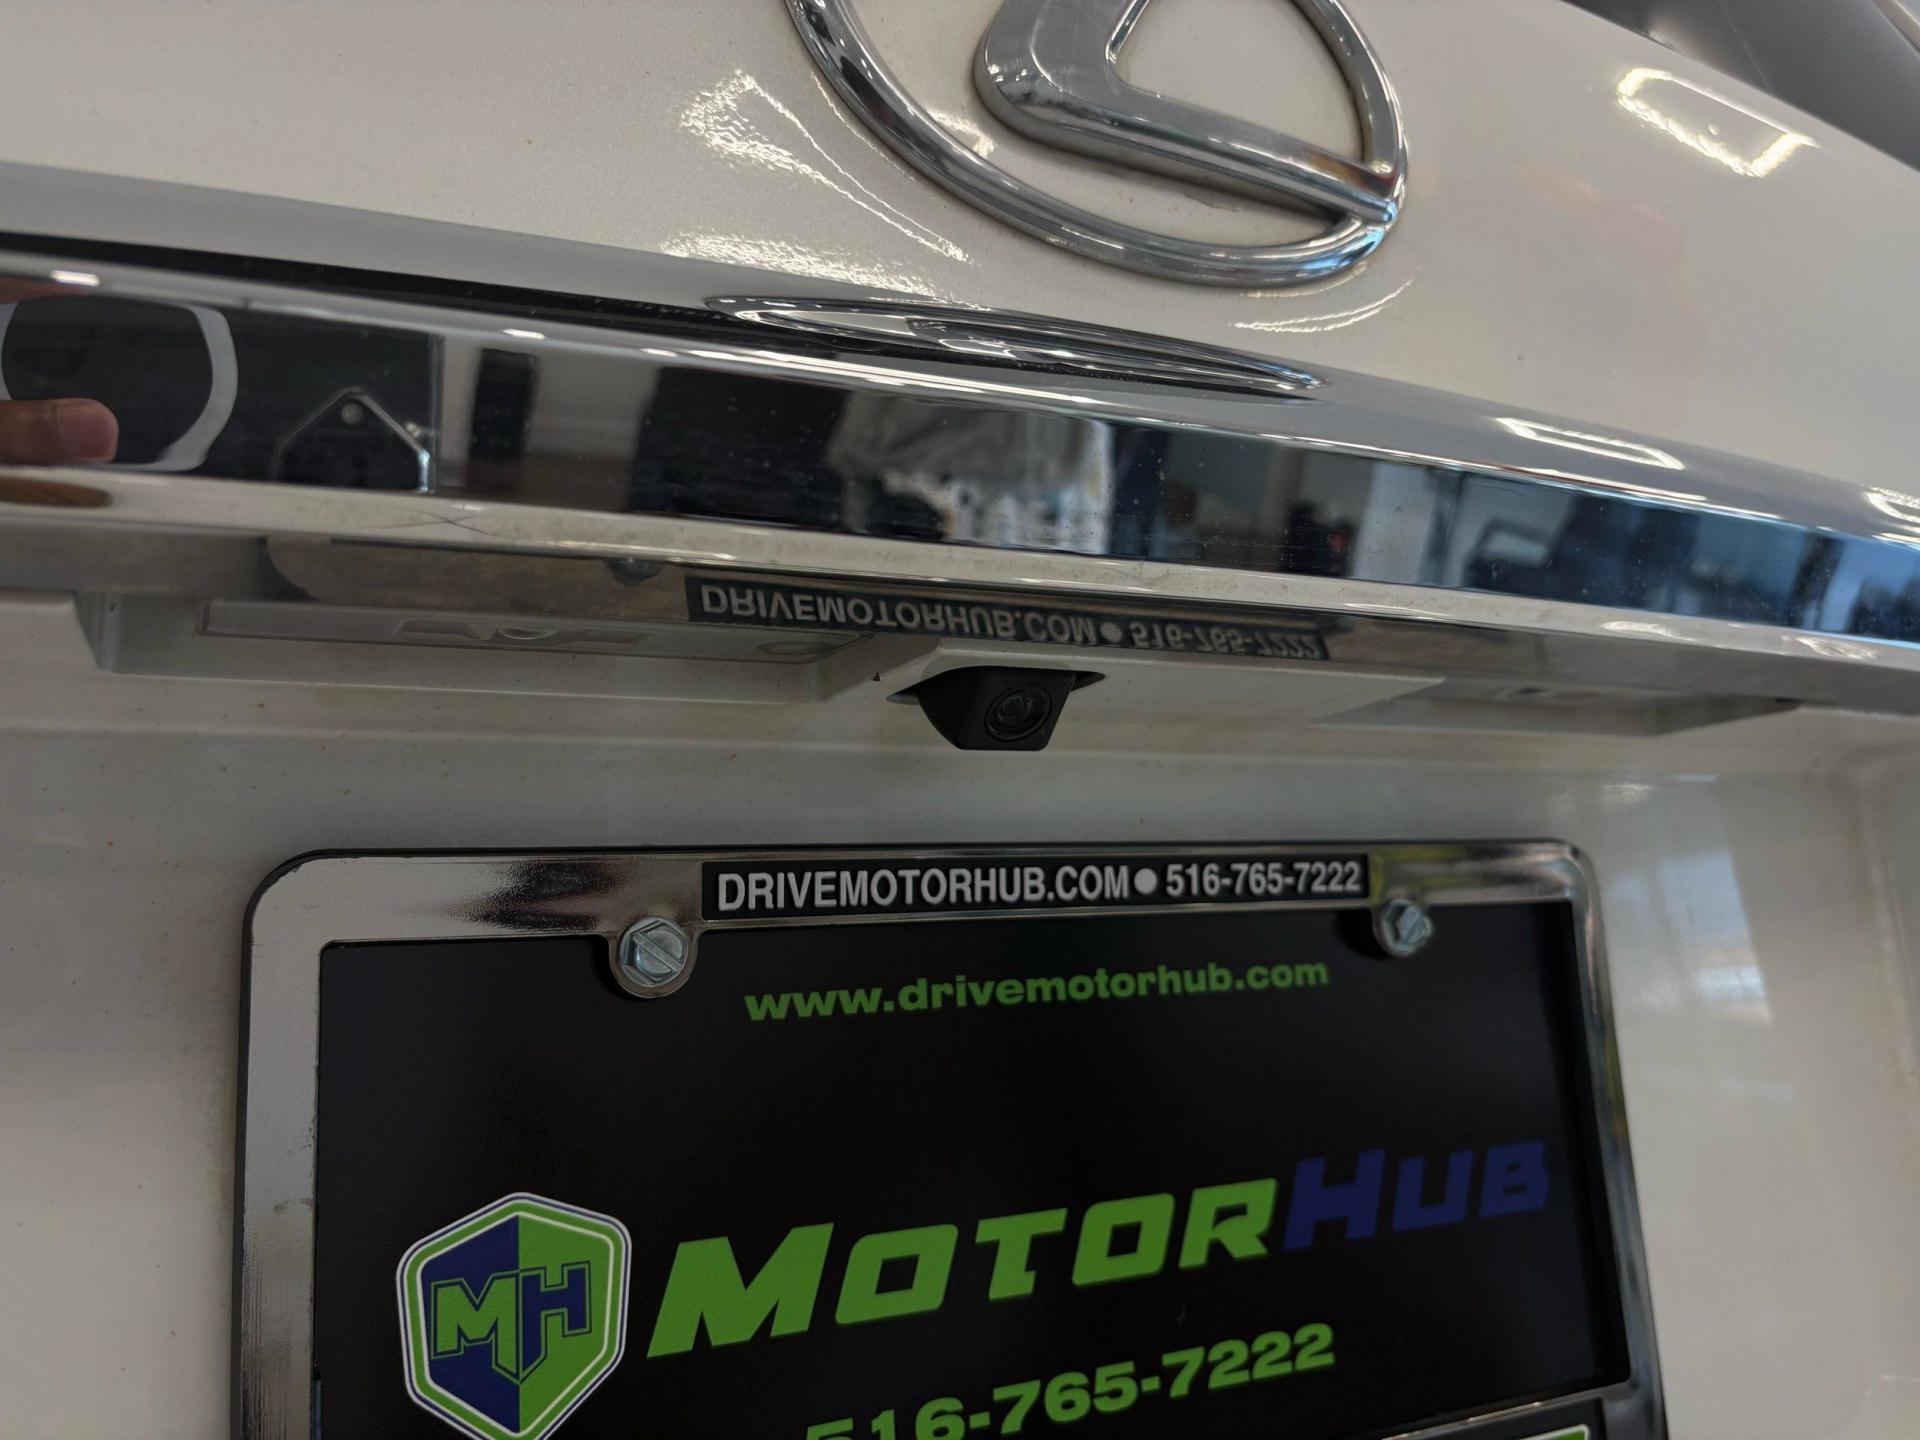 DRIVEMOTORHUB.COM ● 516-765-7222
DRIVEMOTORHUB.COM ● 516-765-7222
www.drivemotorhub.com
MOTORHUB
MH
516-765-7222